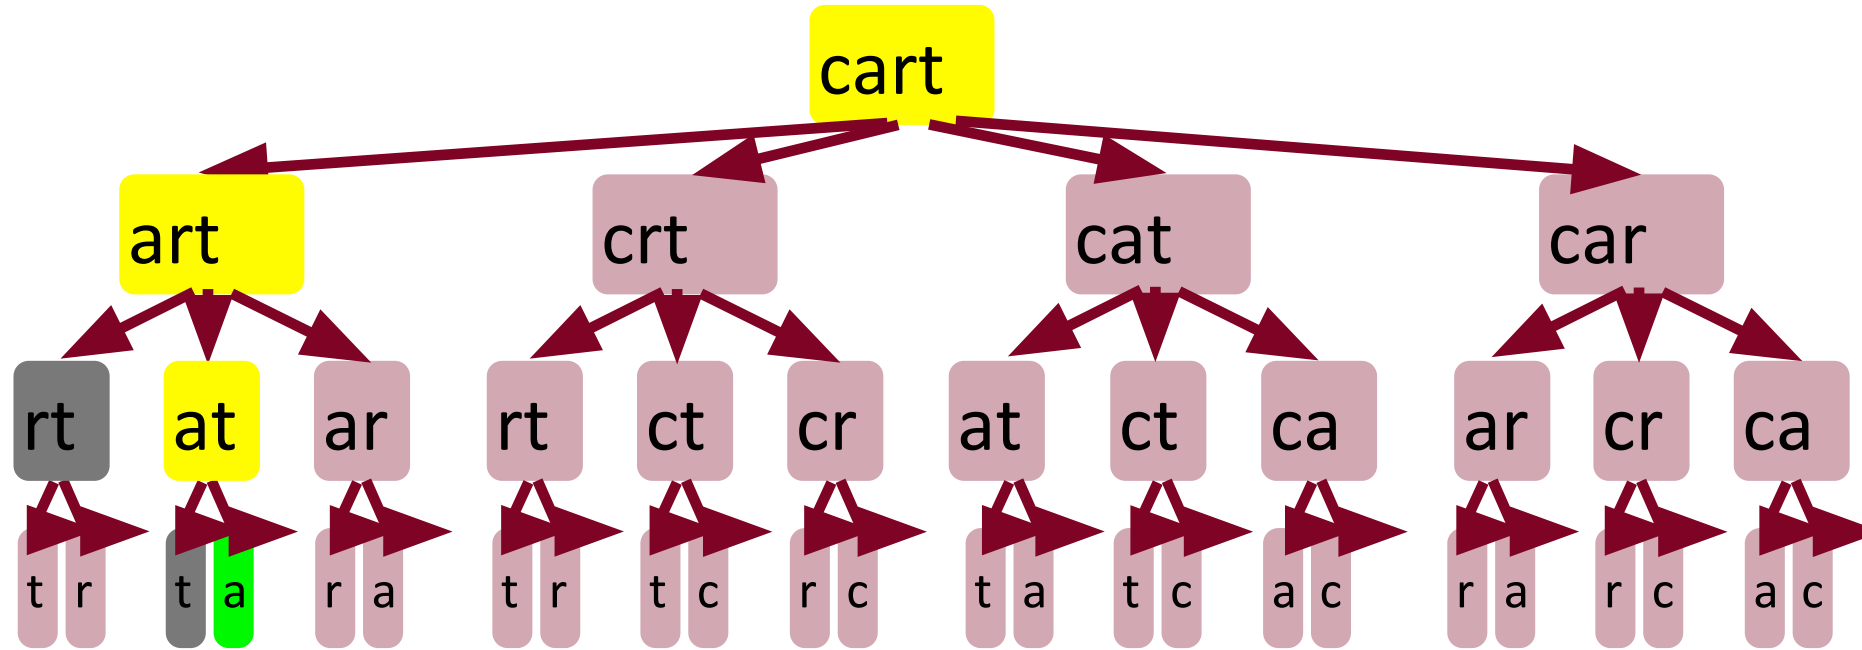 cart
art crt cat car
rt at ar rt ct cr at ct ca ar cr ca
t r t a r a t r t c r c t a t c a c r a r c a c